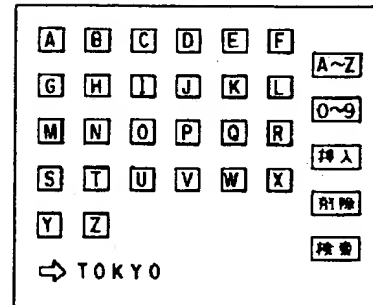 A B C D E F
G H I J K L
M N O P Q R
S T U V W X
Y Z
⇨ TOKYO
A~Z
0~9
挿入
削除
検索